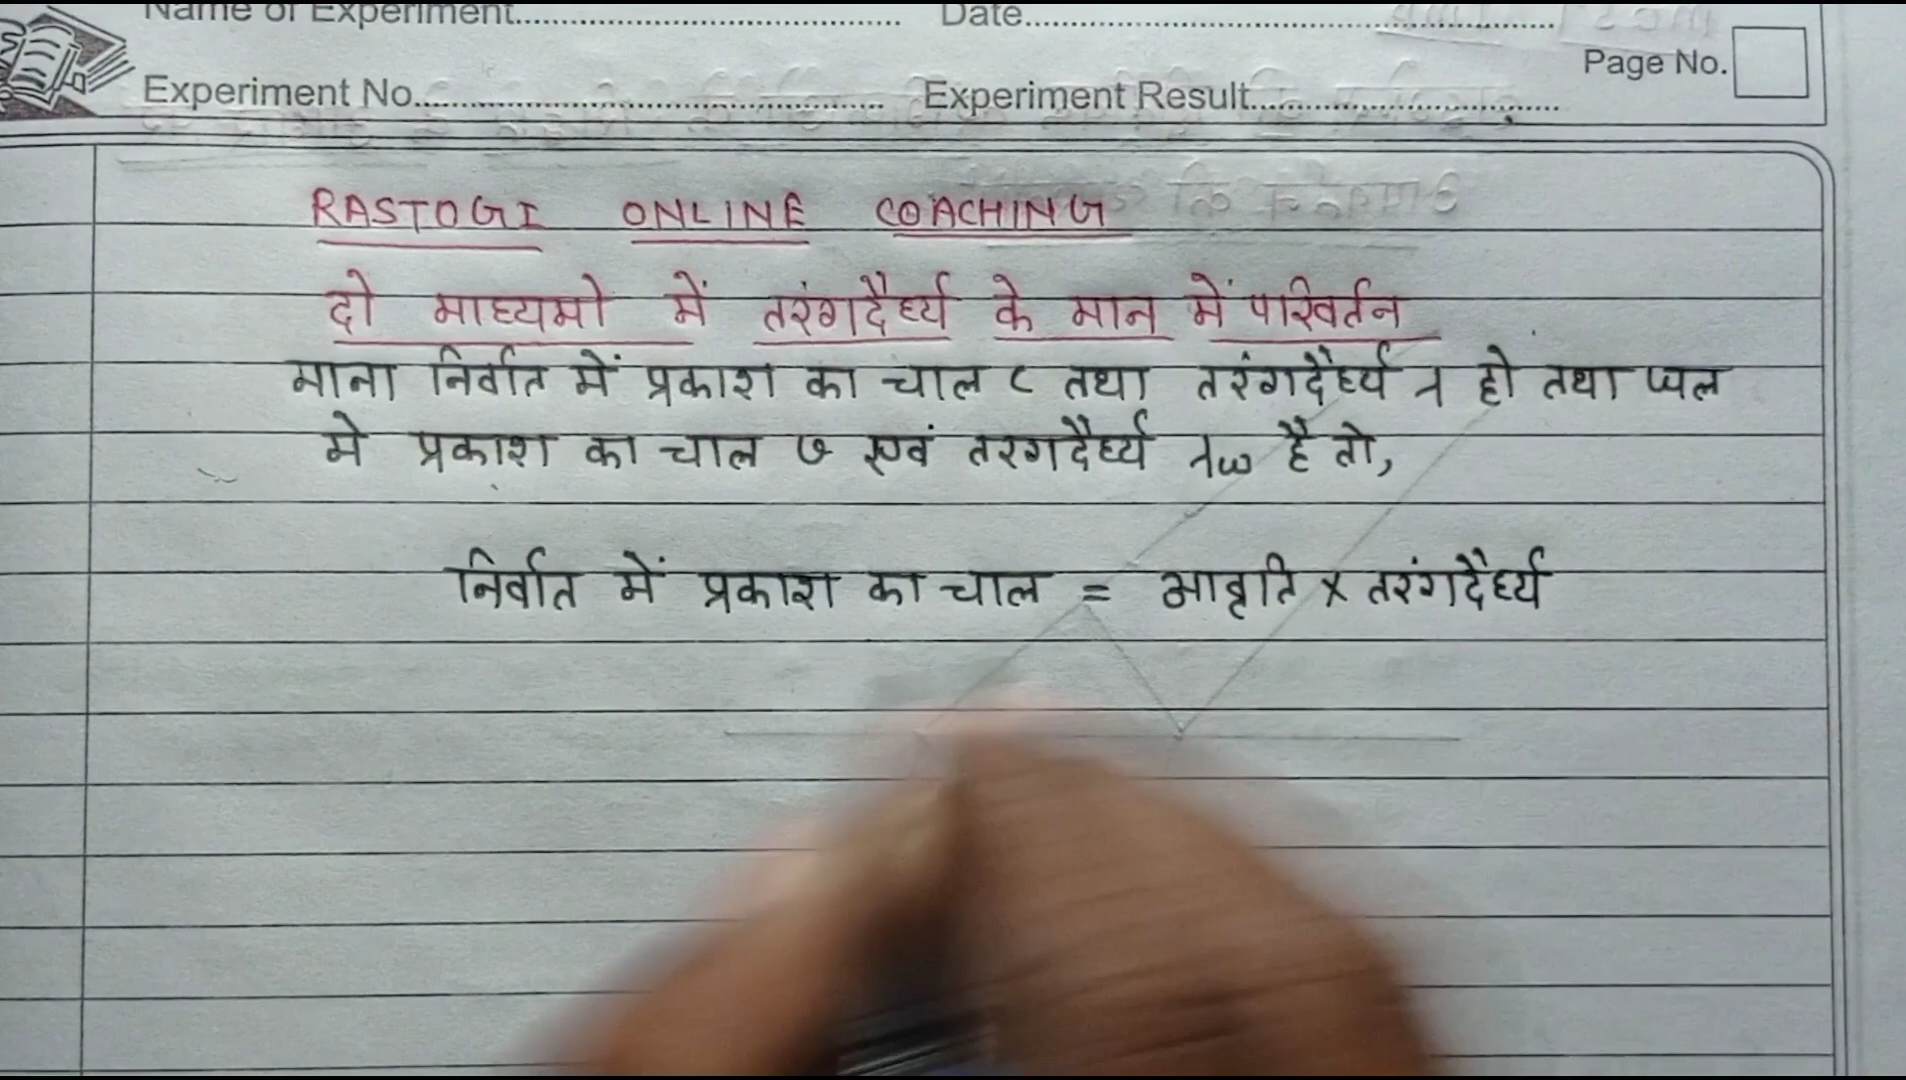 Name of Experiment.......... Date..........
Page No.
Experiment No.......... Experiment Result..........
RASTOGI ONLINE COACHING
दो माध्यमो में तरंगदैर्घ्य के मान में परिवर्तन
माना निर्वात में प्रकाश का चाल c तथा तरंगदैर्घ्य λ हो तथा जल
मे प्रकाश का चाल v एवं तरगदैर्घ्य λω है तो,
निर्वात में प्रकाश का चाल = आवृति × तरंगदैर्घ्य